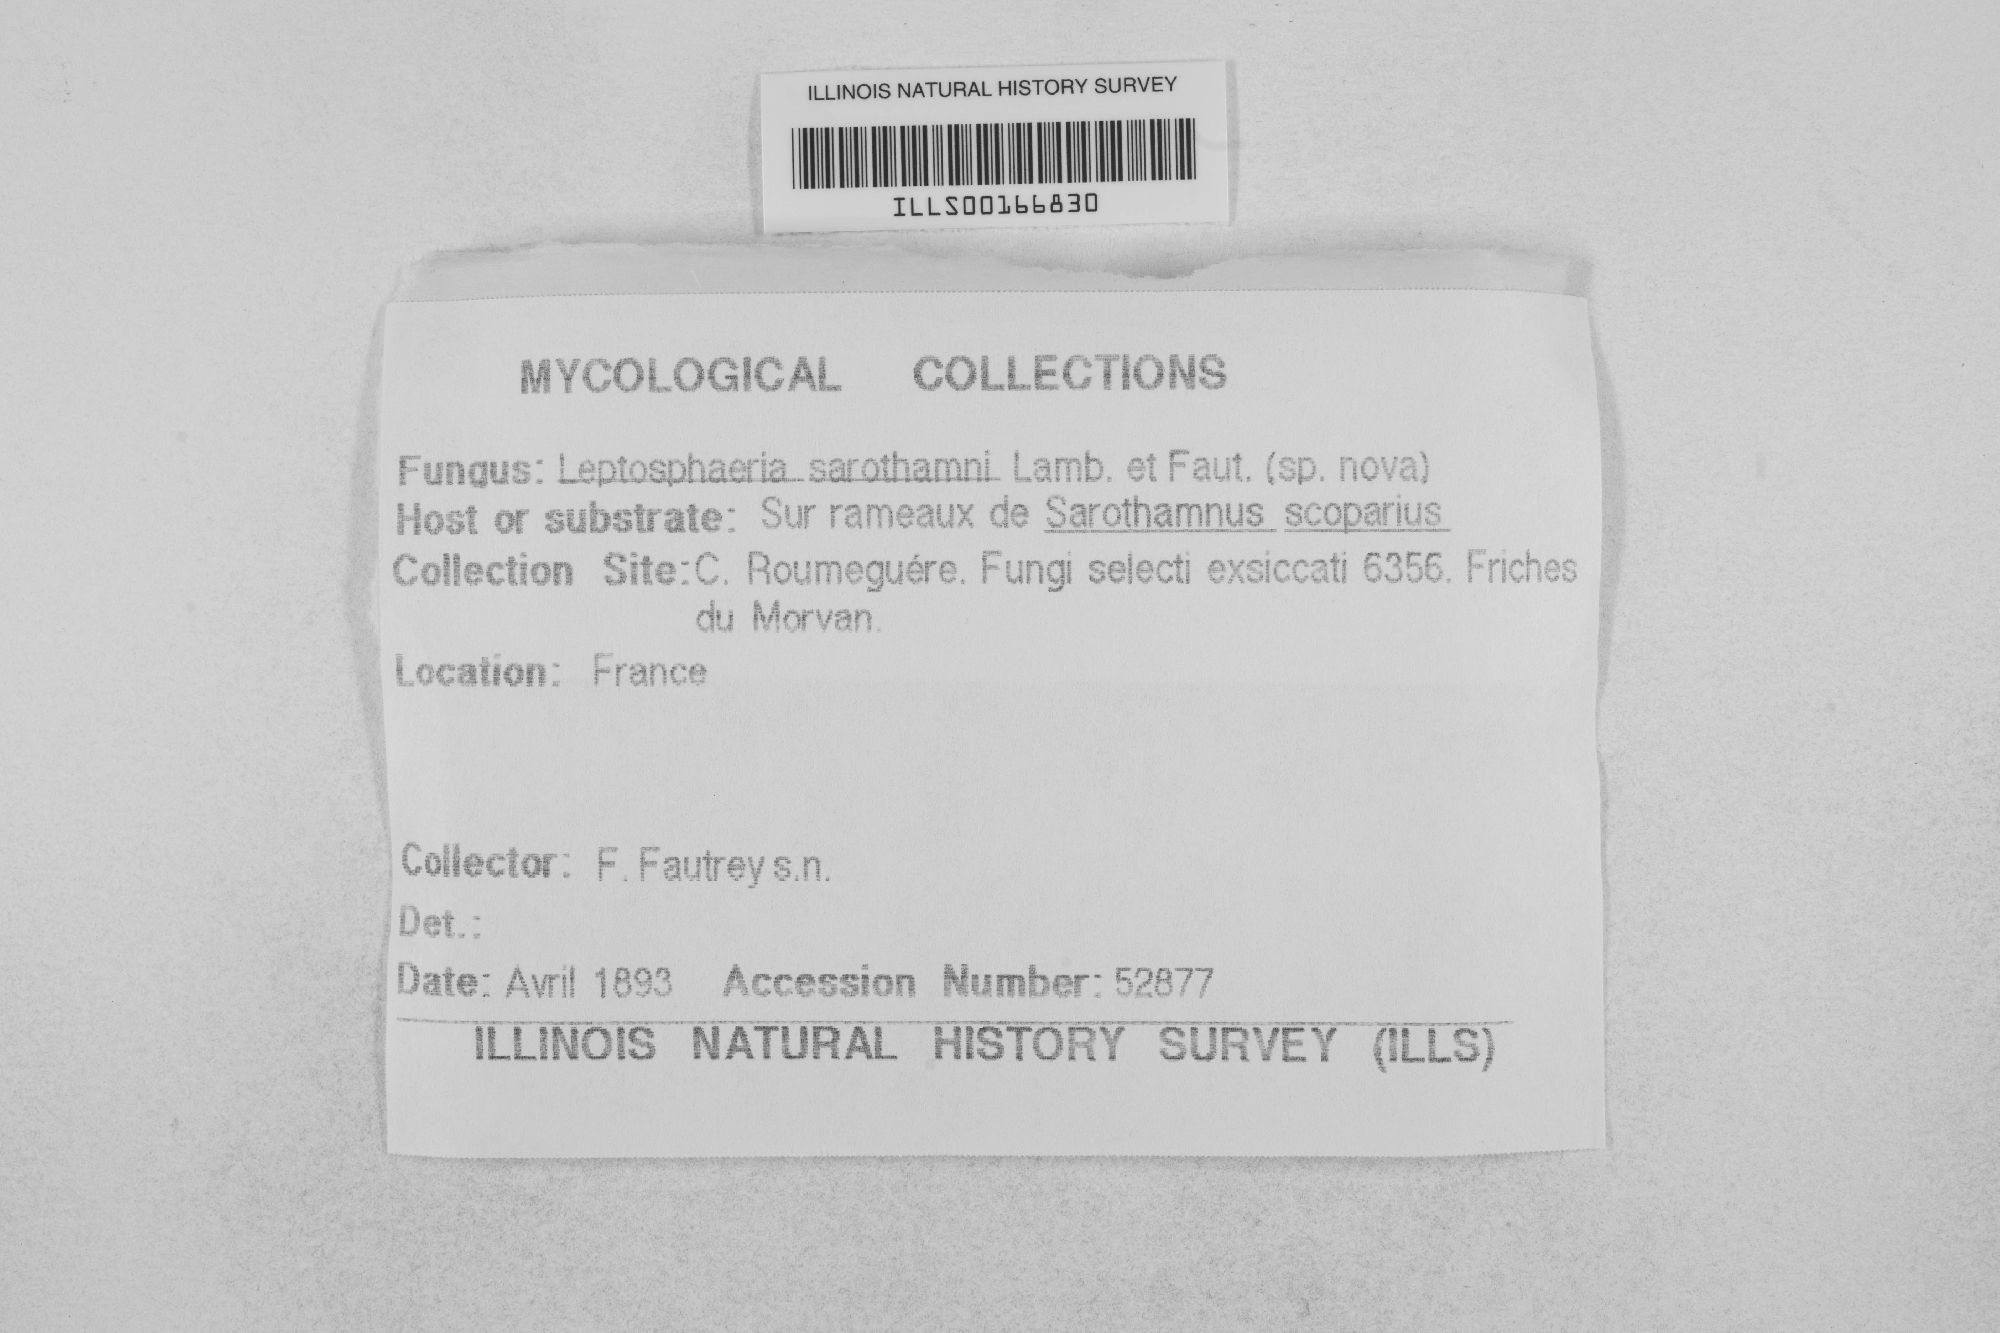 ILLINOIS NATURAL HISTORY SURVEY
ILLS00166830
MYCOLOGICAL COLLECTIONS
Fungus: Leptosphaeria sarothamni Lamb. et Faut. (sp. nova)
Host or substrate: Sur rameaux de Sarothamnus scoparius
Collection Site: C. Roumeguére. Fungi selecti exsiccati 6356. Friches
du Morvan.
Location: France
Collector: F. Fautrey s.n.
Det.:
Date: Avril 1893 Accession Number: 52877
ILLINOIS NATURAL HISTORY SURVEY (ILLS)